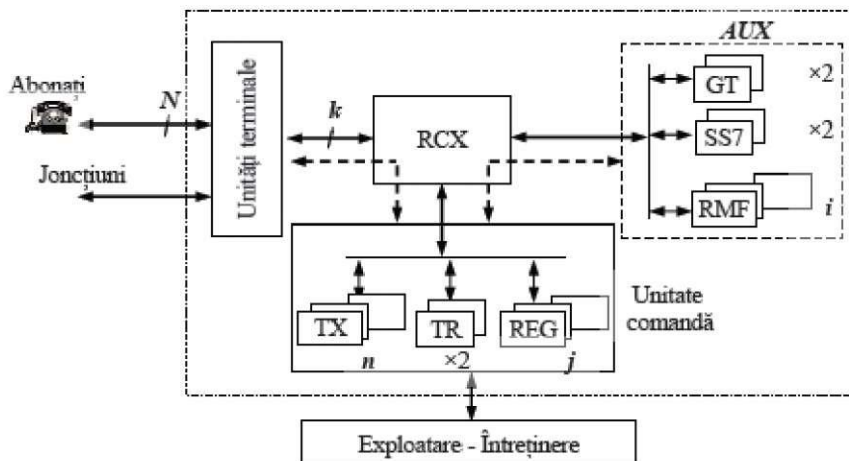 AUX
Abonați
N
Unități terminale
k
RCX
GT
×2
SS7
×2
RMF
i
Joncțiuni
TX
TR
REG
n
×2
j
Unitate
comandă
Exploatare - Întreținere